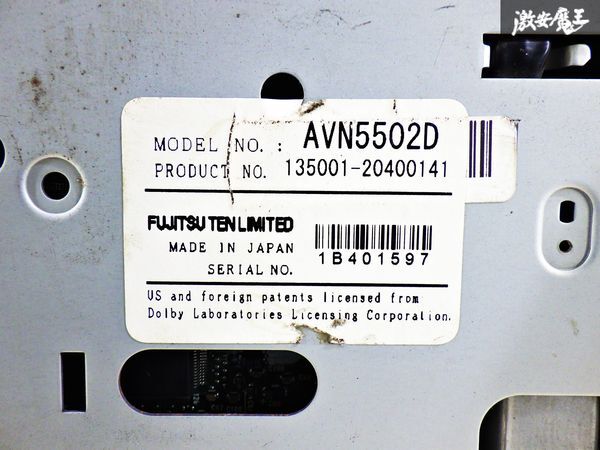 激安魔王
MODEL NO. : AVN5502D
PRODUCT NO. 135001-20400141
FUJITSU TEN LIMITED
MADE IN JAPAN
SERIAL NO.
1B401597
US and foreign patents licensed from
Dolby Laboratories Licensing Corporation.